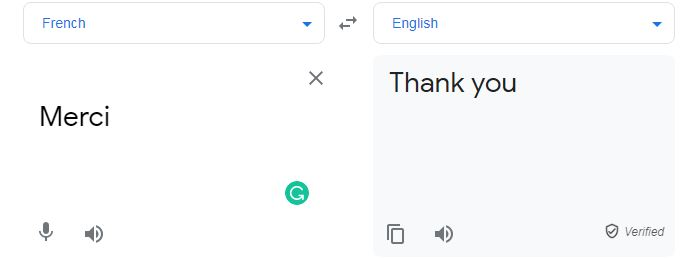 French
English
Merci
Thank you
Verified